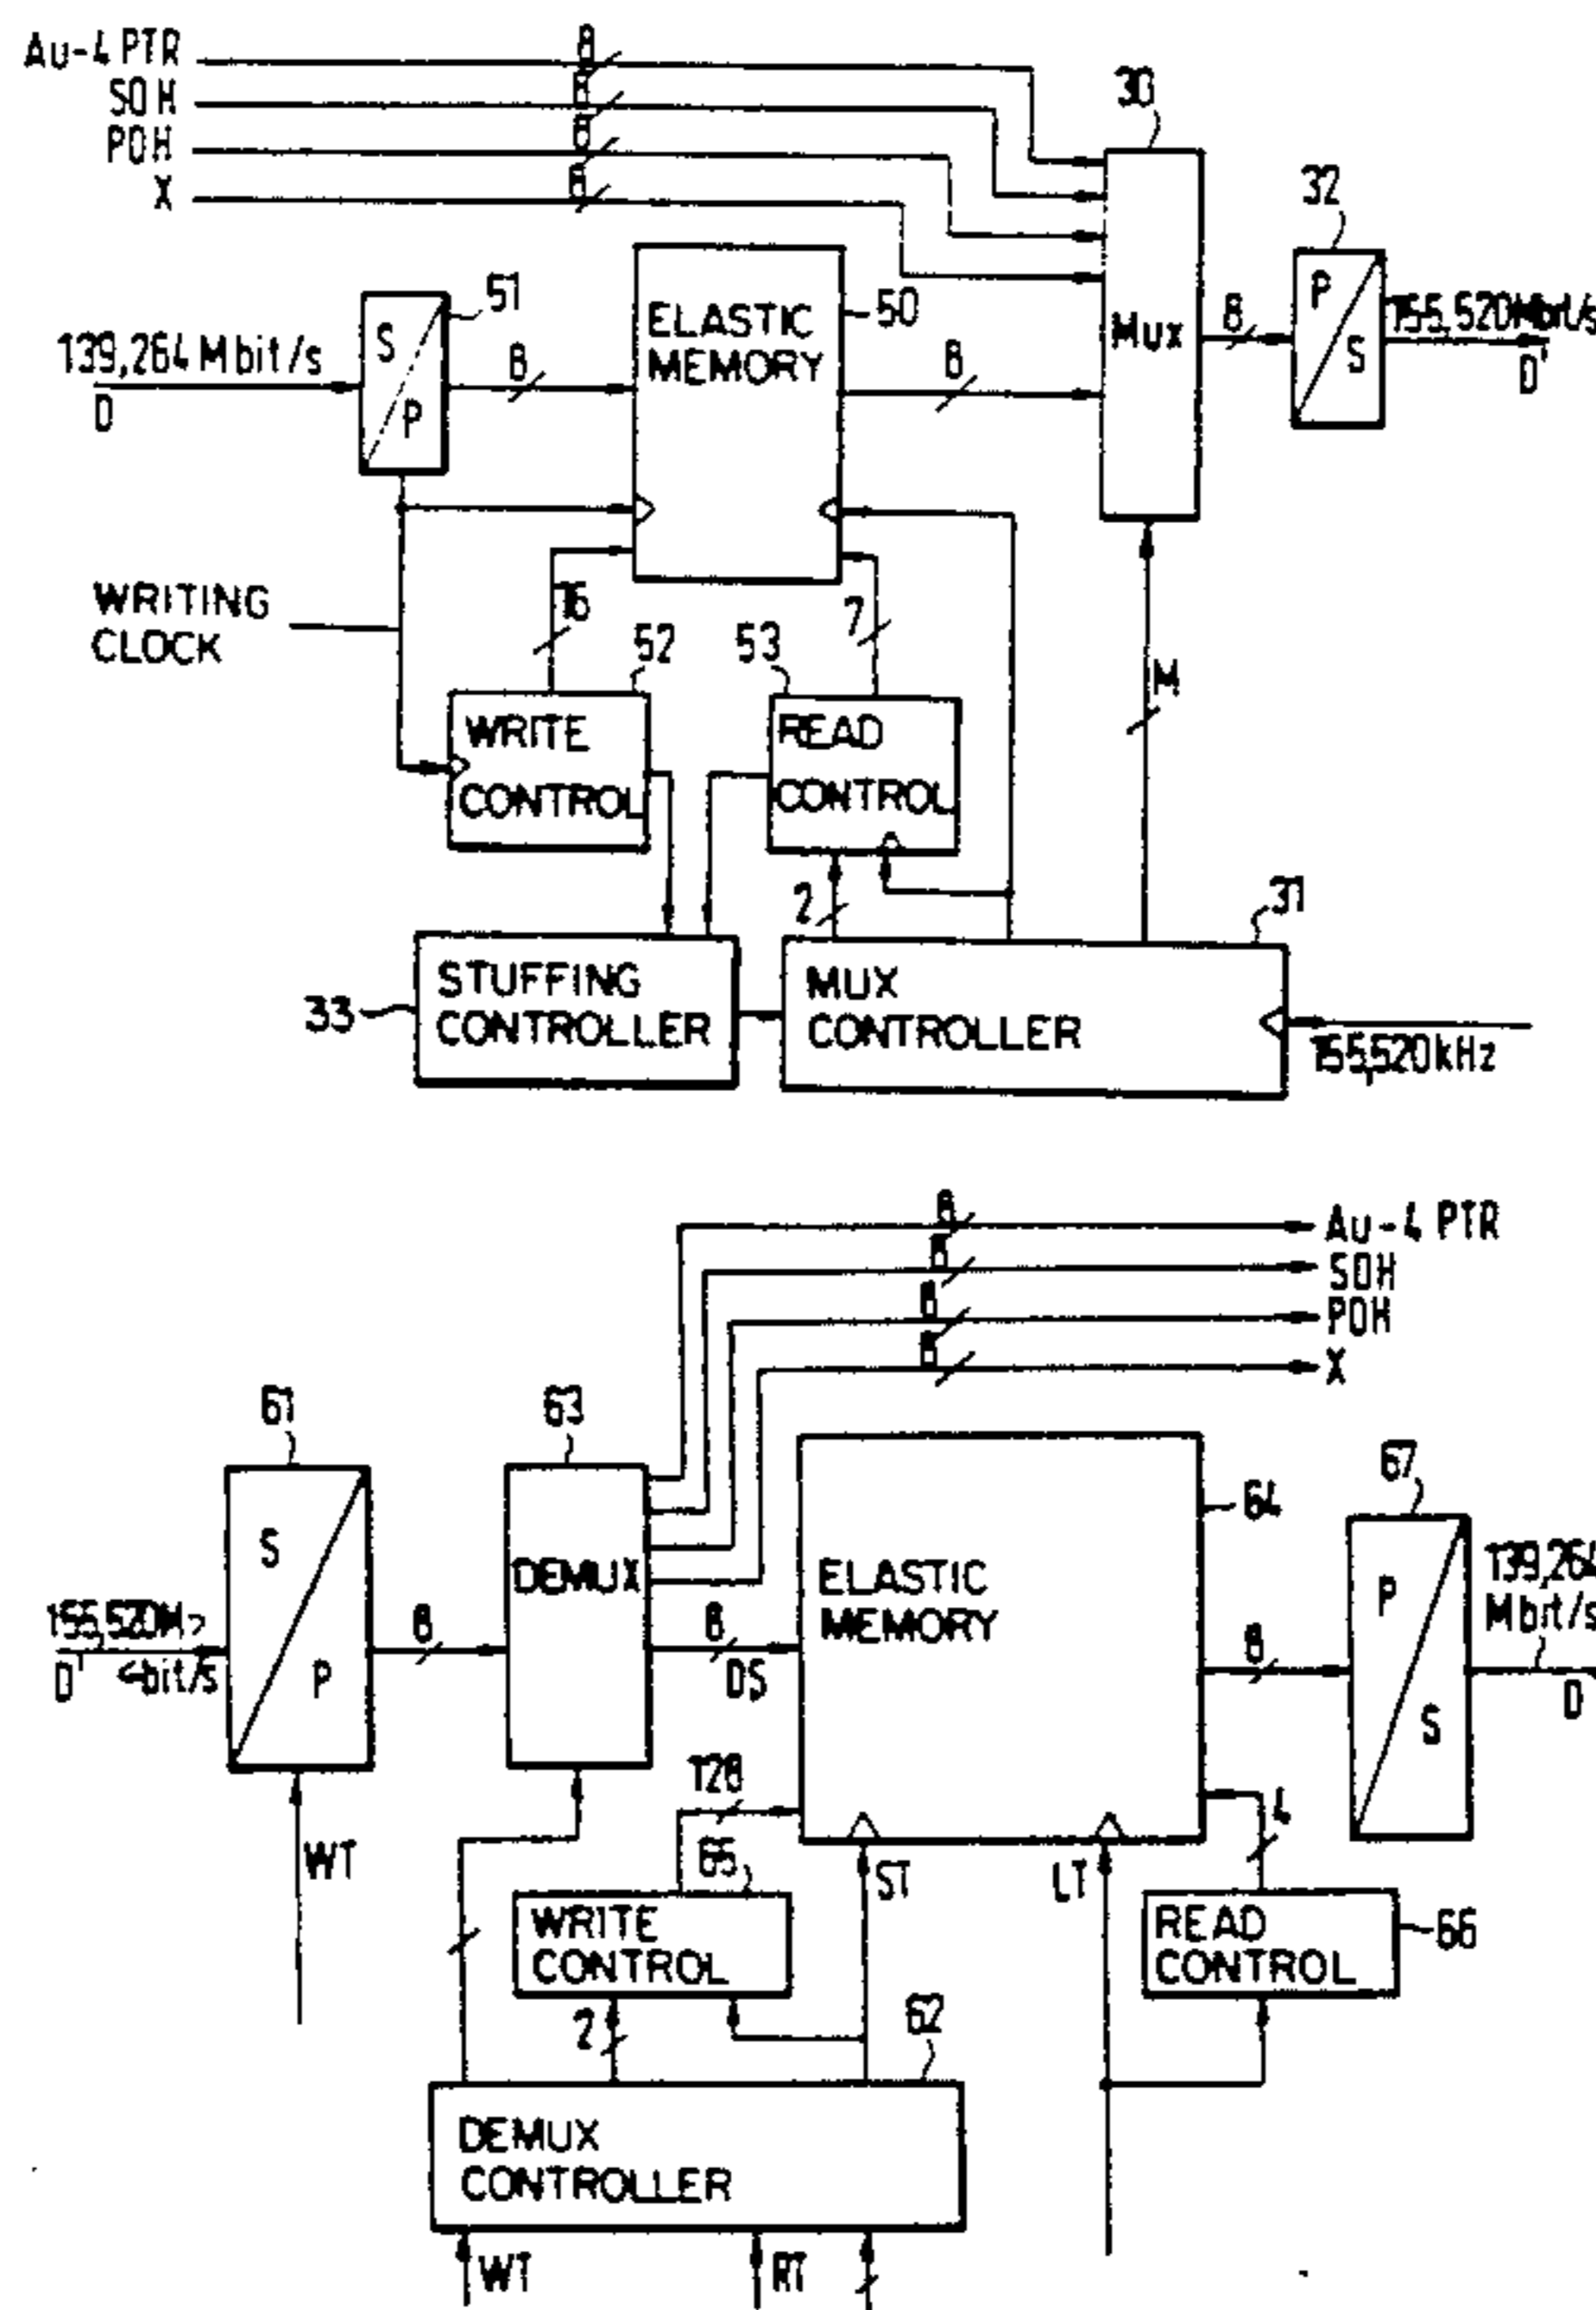 Au-4 PTR
SOH
POH
X
8
8
8
8
30
32
51
S
P
139,264 Mbit/s
D
8
ELASTIC
MEMORY
50
8
Mux
8
P
S
D'
WRITING
CLOCK
16
52
53
7
M
WRITE
CONTROL
READ
CONTROL
2
31
33
STUFFING
CONTROLLER
MUX
CONTROLLER
155,520kHz
8
Au-4 PTR
8
SOH
8
POH
8
X
61
63
S
P
DEMUX
ELASTIC
MEMORY
64
67
P
S
139,264
Mbit/s
D
D'
8
8
DS
8
128
65
WT
ST
LT
4
WRITE
CONTROL
READ
CONTROL
66
2
62
DEMUX
CONTROLLER
WT
RT